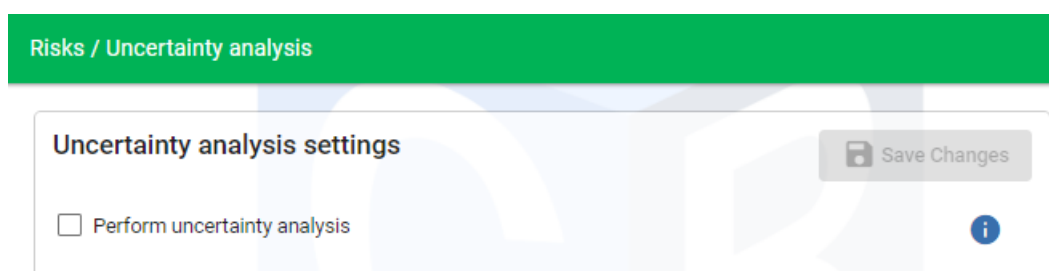 Risks / Uncertainty analysis
Uncertainty analysis settings
Save Changes
Perform uncertainty analysis